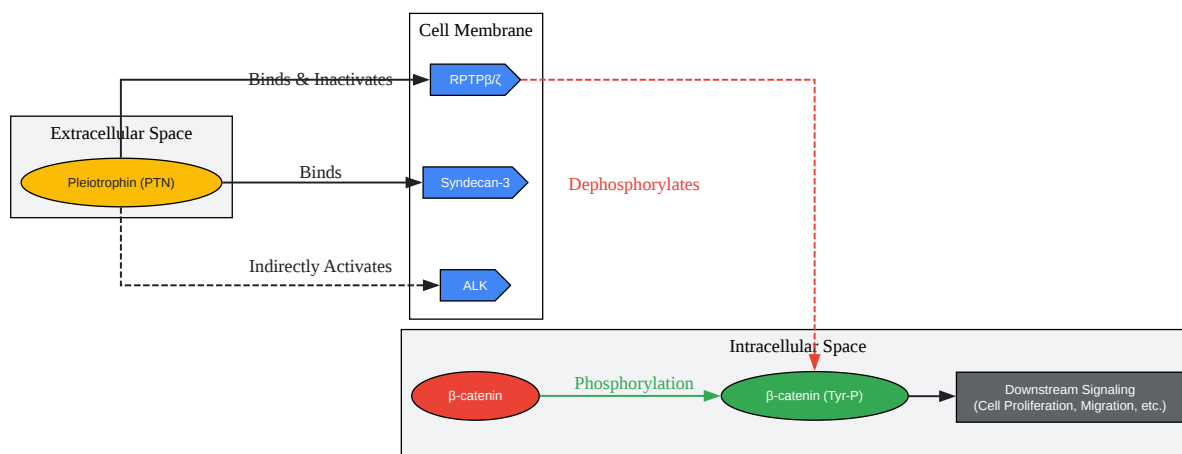 Cell Membrane
Binds & Inactivates
RPTPβ/ζ
Extracellular Space
Pleiotrophin (PTN)
Binds
Syndecan-3
Dephosphorylates
Indirectly Activates
ALK
Intracellular Space
β-catenin
Phosphorylation
β-catenin (Tyr-P)
Downstream Signaling
(Cell Proliferation, Migration, etc.)